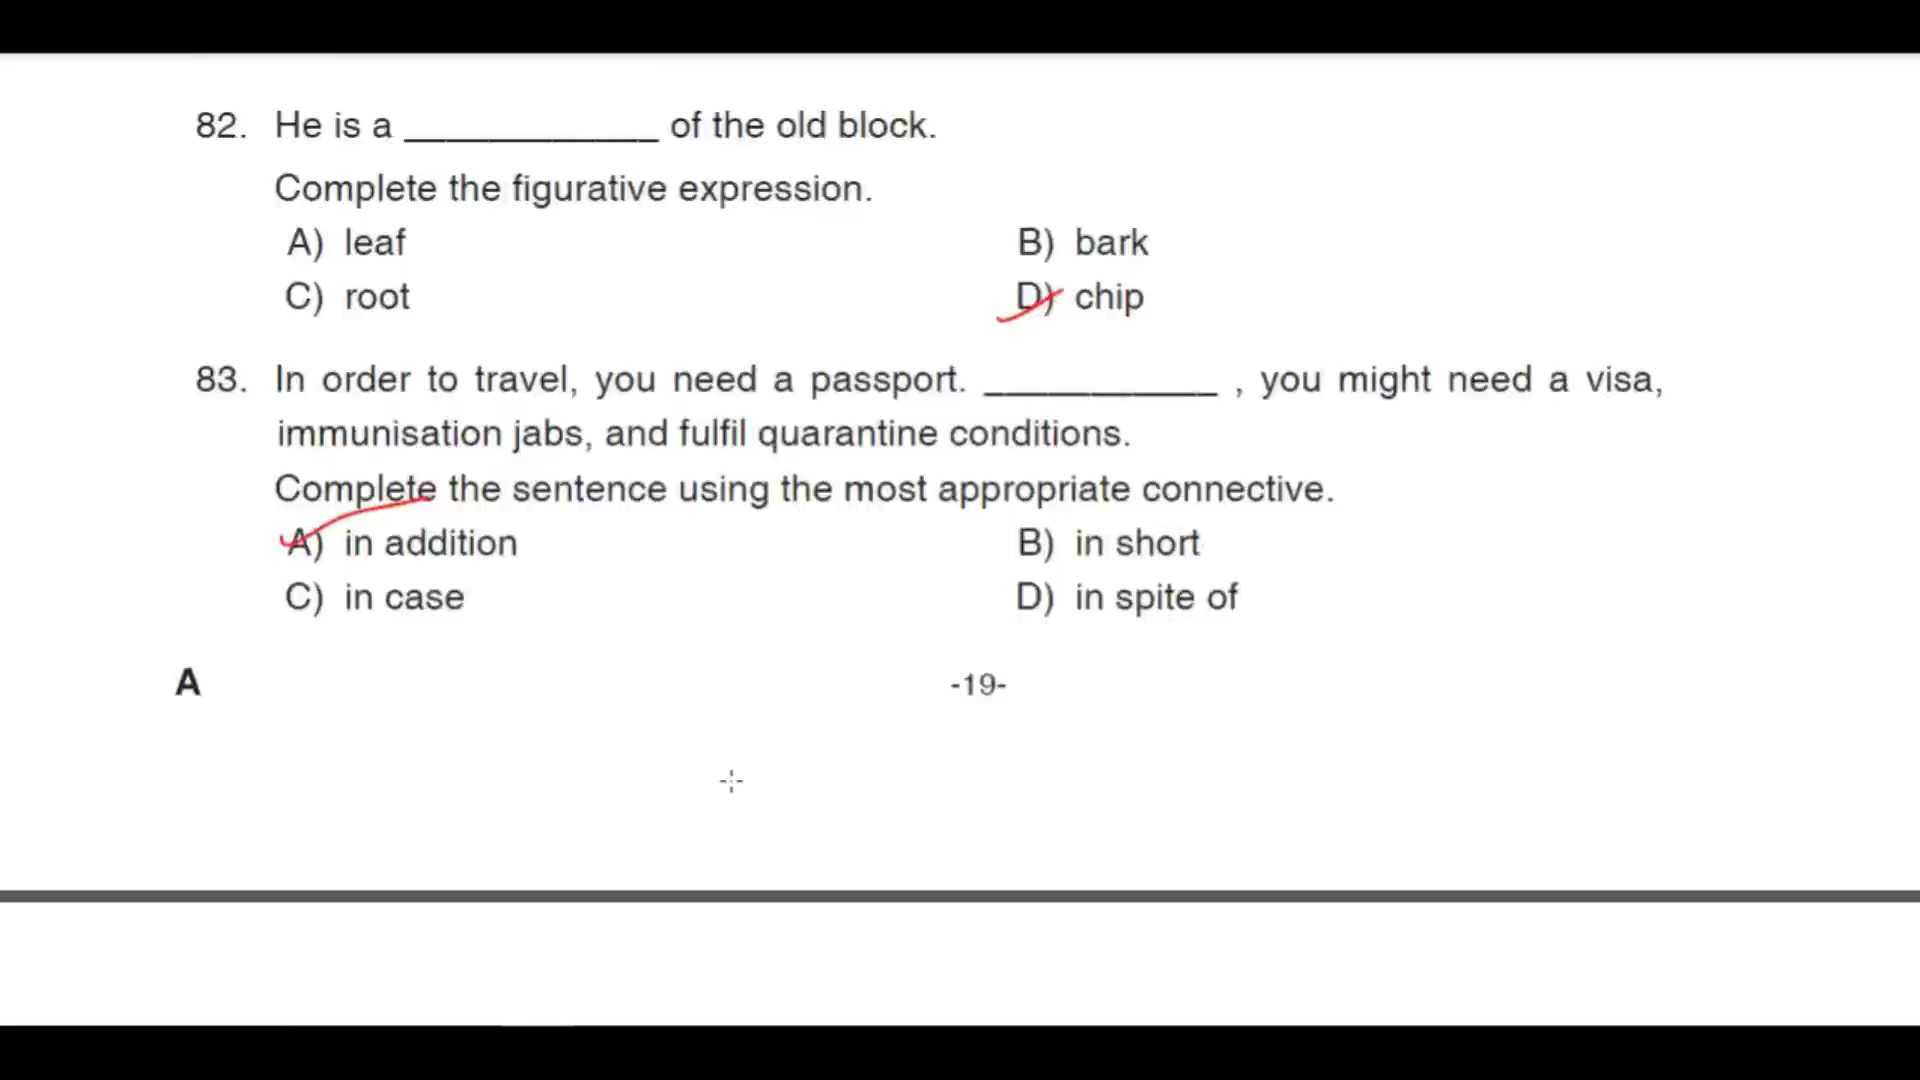 82. He is a ____________ of the old block.
Complete the figurative expression.
A) leaf B) bark
C) root D) chip
83. In order to travel, you need a passport. ___________ , you might need a visa,
immunisation jabs, and fulfil quarantine conditions.
Complete the sentence using the most appropriate connective.
A) in addition B) in short
C) in case D) in spite of
A -19-